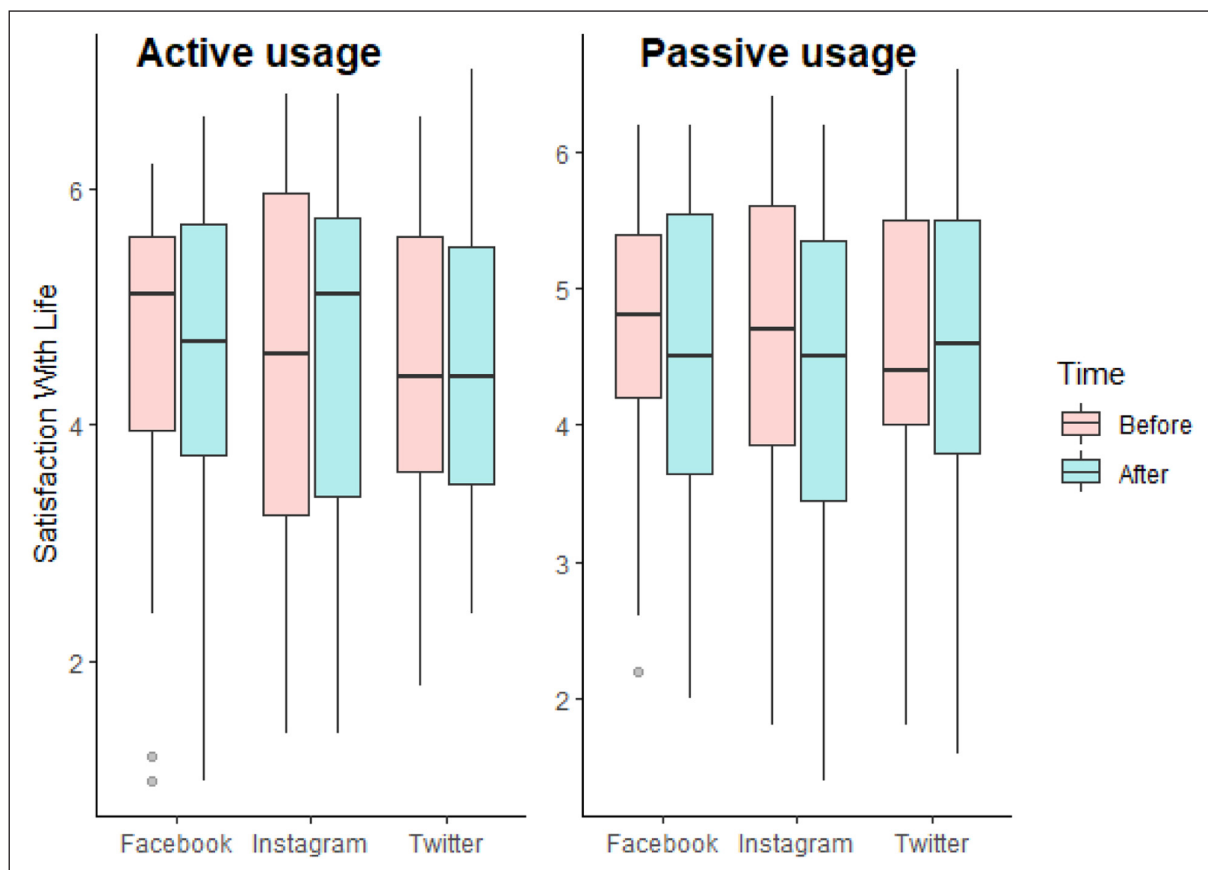 Active usage
Passive usage
Satisfaction With Life
6
4
2
6
5
4
3
2
Facebook Instagram Twitter
Facebook Instagram Twitter
Time
Before
After